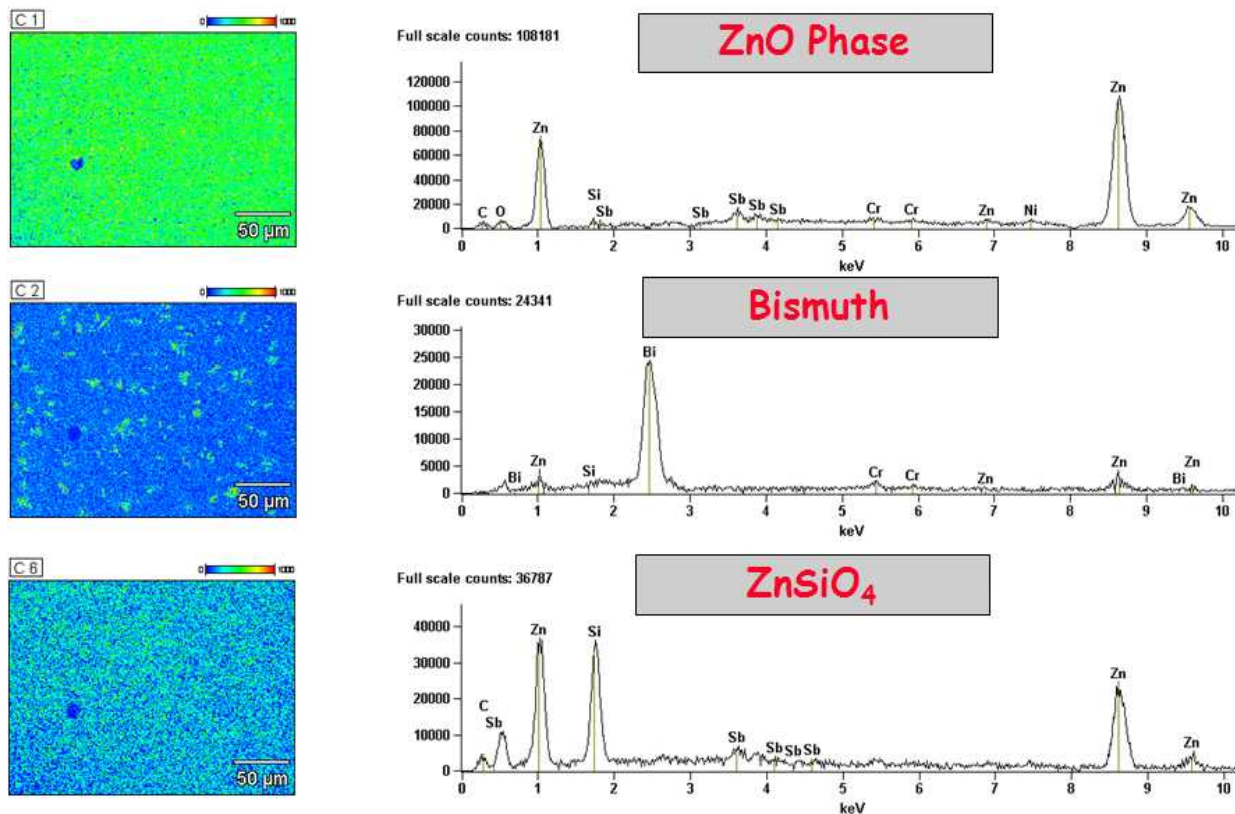 C 1
0 1000
50 μm
Full scale counts: 108181
ZnO Phase
120000
100000
80000
60000
40000
20000
0
C O Zn Si Sb Sb Sb Sb Sb Cr Cr Zn Ni Zn Zn
0 1 2 3 4 5 6 7 8 9 10
keV
C 2
0 1000
50 μm
Full scale counts: 24341
Bismuth
30000
25000
20000
15000
10000
5000
0
Bi Zn Si Bi Cr Cr Zn Zn Bi Zn
0 1 2 3 4 5 6 7 8 9 10
keV
C 6
0 1000
50 μm
Full scale counts: 36787
ZnSiO₄
40000
30000
20000
10000
0
C Sb Zn Si Sb Sb Sb Sb Zn Zn
0 1 2 3 4 5 6 7 8 9 10
keV